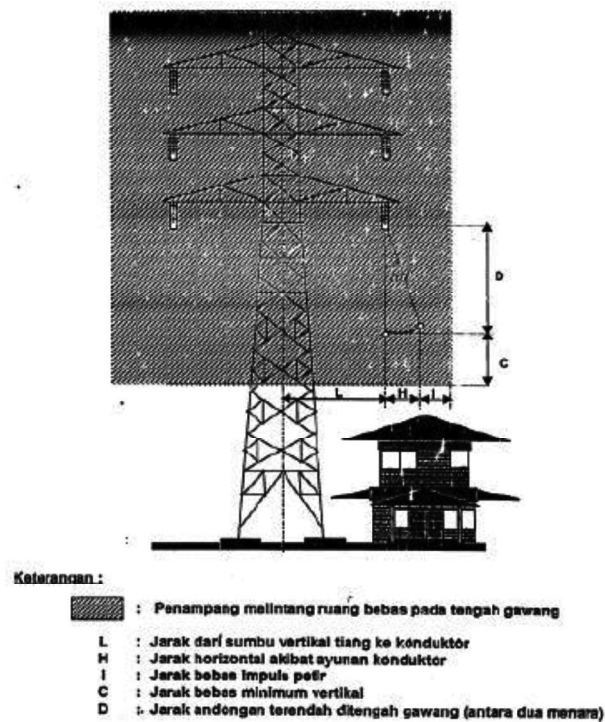 D
C
L H I
Keterangan :
: Penampang melintang ruang bebas pada tengah gawang
L : Jarak dari sumbu vertikal tiang ke konduktor
H : Jarak horizontal akibat ayunan konduktor
I : Jarak bebas impuls petir
C : Jarak bebas minimum vertikal
D : Jarak andongan terendah ditengah gawang (antara dua menara)